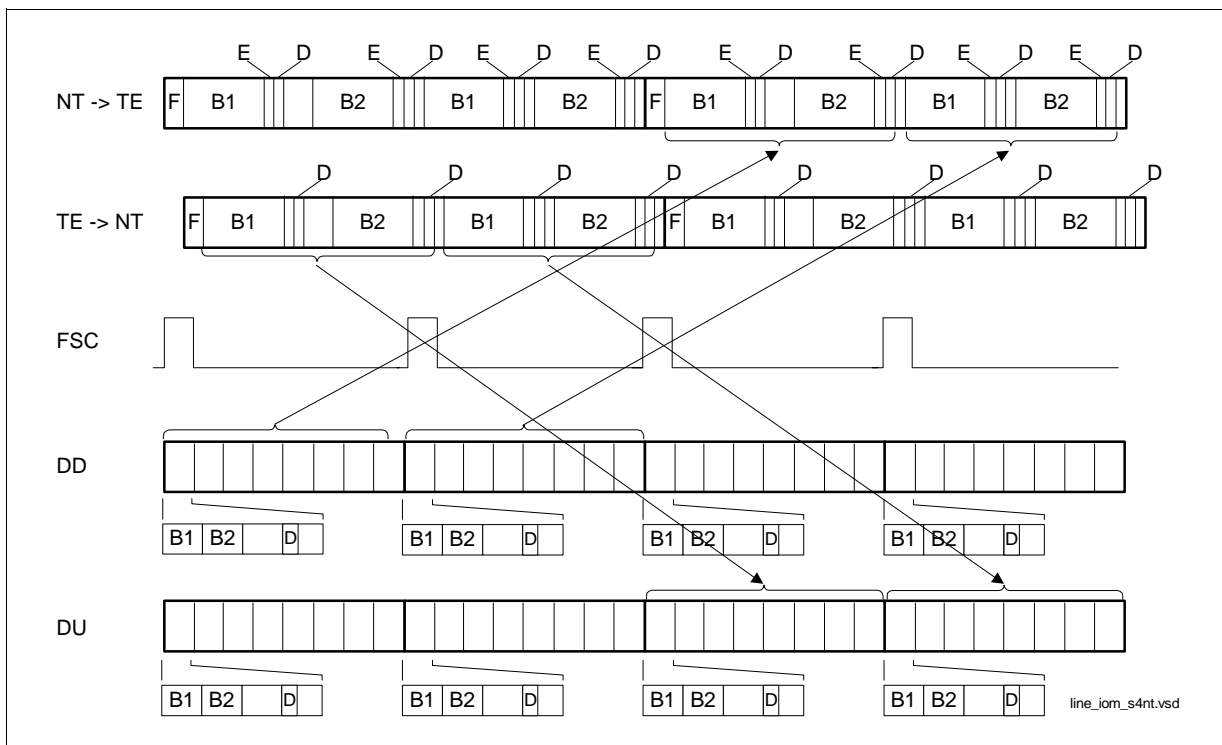 E D E D E D E D E D E D E D E D
NT -> TE F B1 B2 B1 B2 F B1 B2 B1 B2
D D D D D D D D
TE -> NT F B1 B2 B1 B2 F B1 B2 B1 B2
FSC
DD
B1 B2 D B1 B2 D B1 B2 D B1 B2 D
DU
B1 B2 D B1 B2 D B1 B2 D B1 B2 D
line_iom_s4nt.vsd